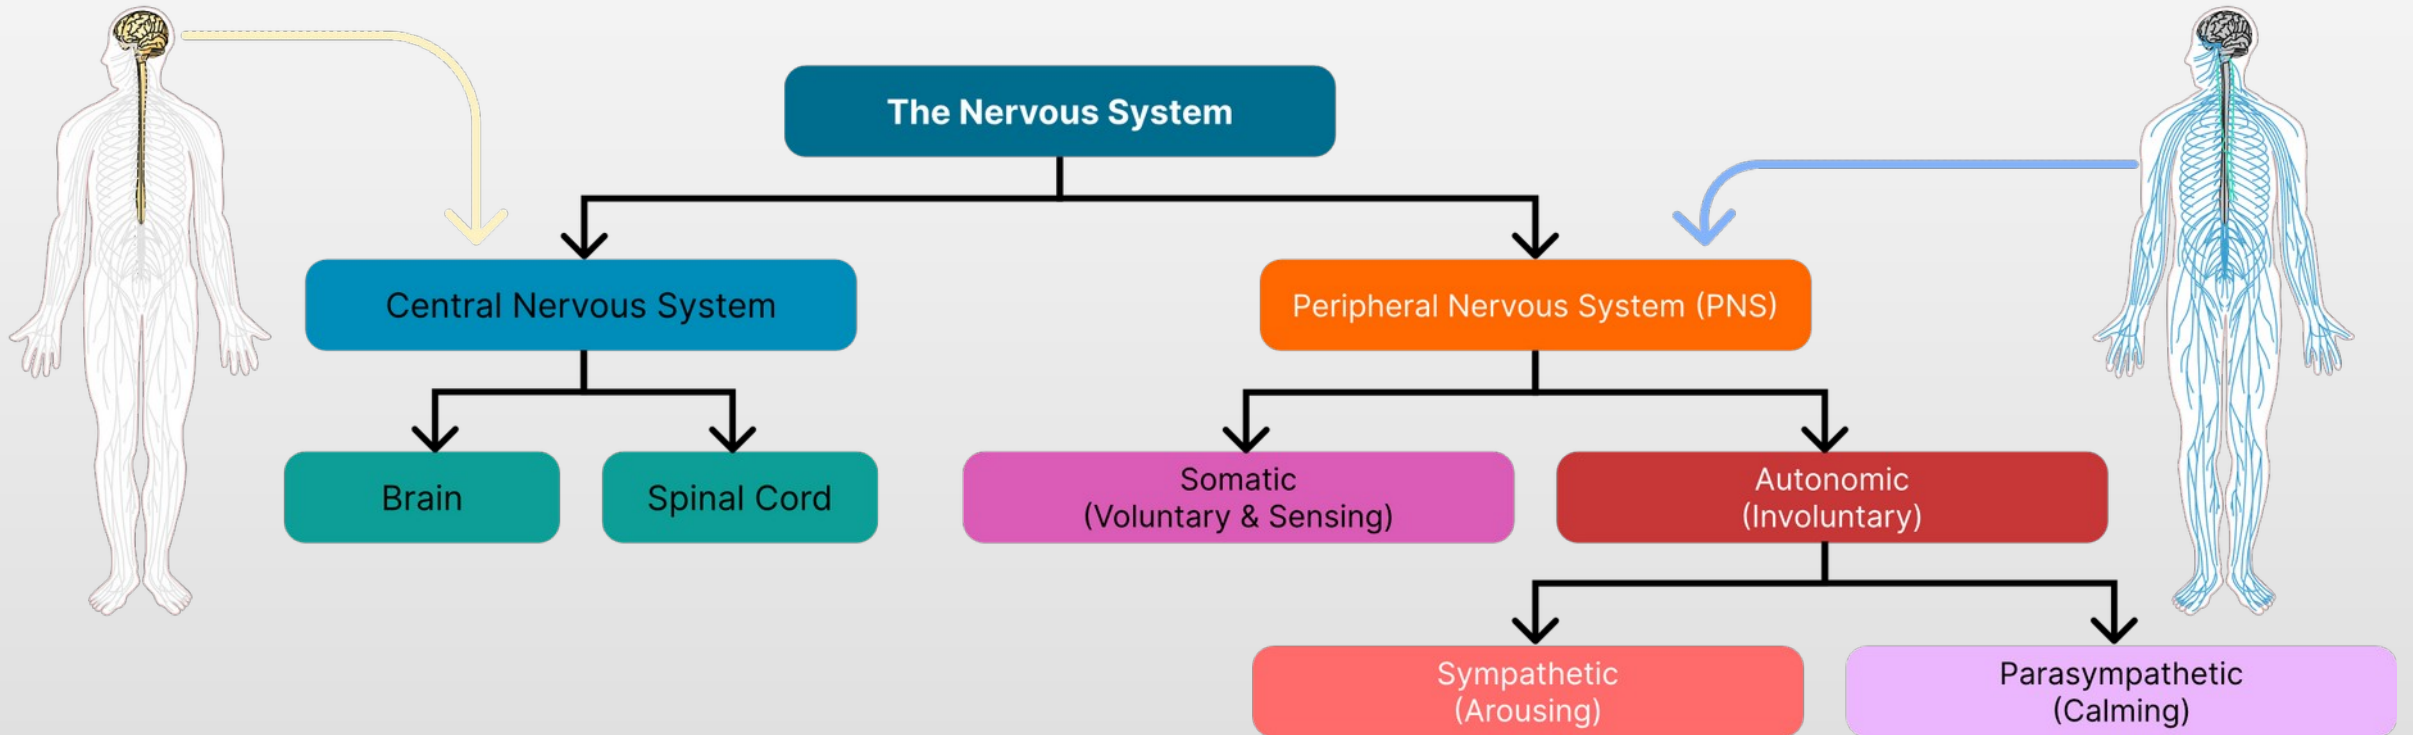 The Nervous System
Central Nervous System
Peripheral Nervous System (PNS)
Brain
Spinal Cord
Somatic
(Voluntary & Sensing)
Autonomic
(Involuntary)
Sympathetic
(Arousing)
Parasympathetic
(Calming)